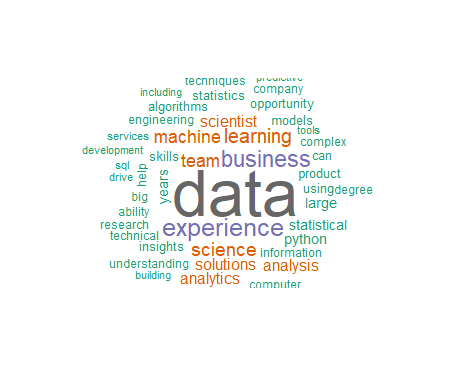 techniques predictive
including statistics company
algorithms opportunity
engineering scientist models
services machine learning tools
complex
development skills team business can
sql
drive help years data product
using degree
big large
ability
research experience statistical
technical python
insights science information
understanding solutions analysis
building analytics computer